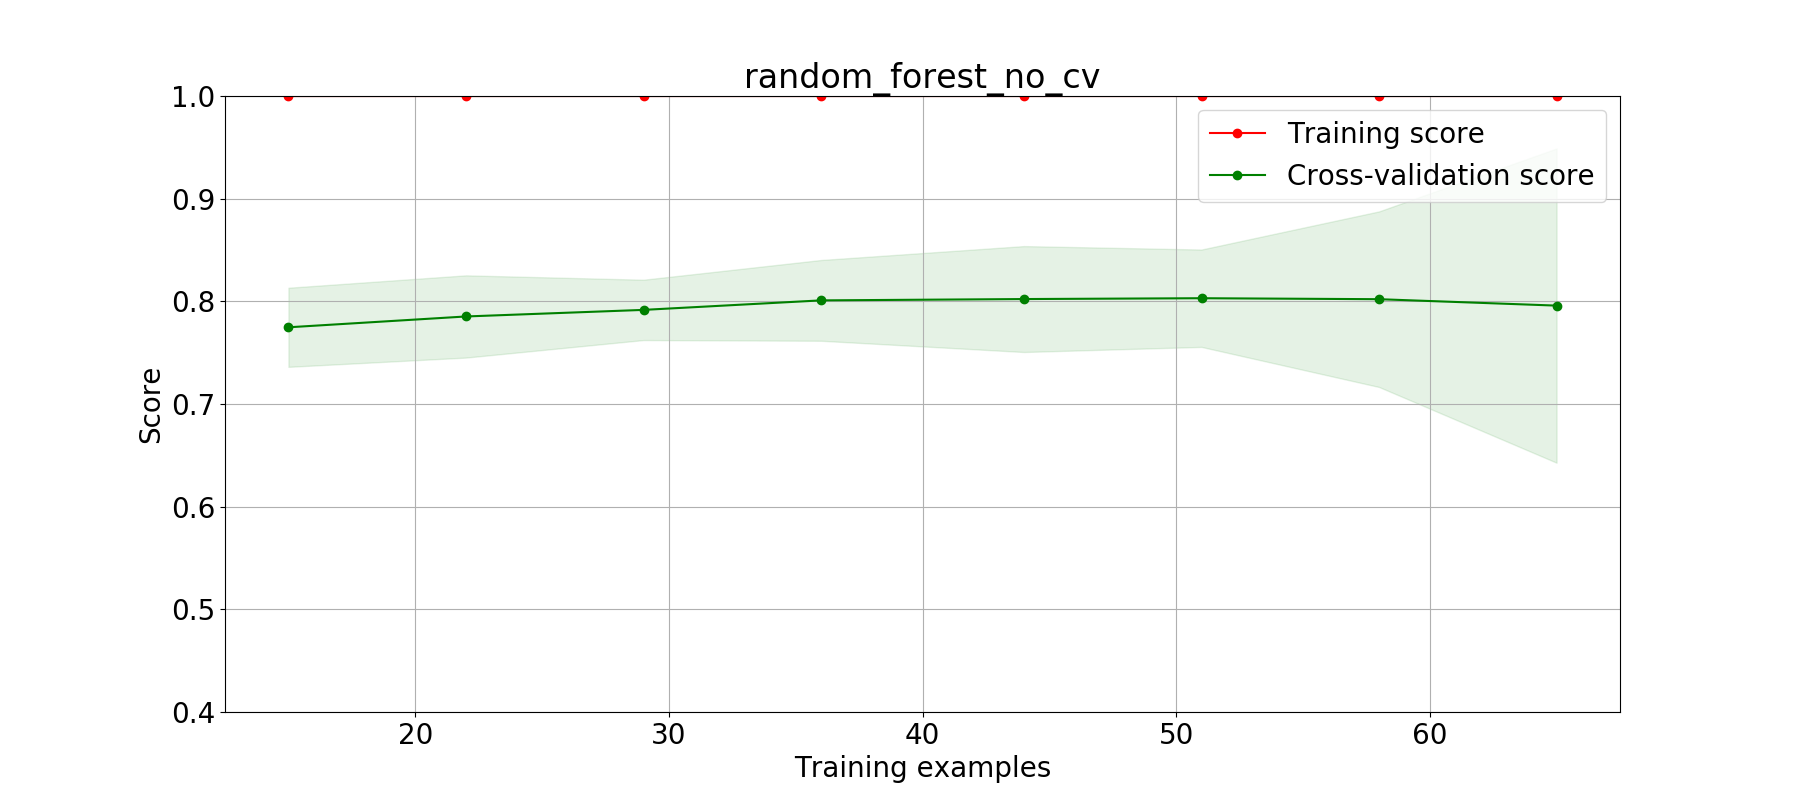 random_forest_no_cv
1.0
0.9
0.8
0.7
0.6
0.5
0.4
Score
Training score
Cross-validation score
20 30 40 50 60
Training examples